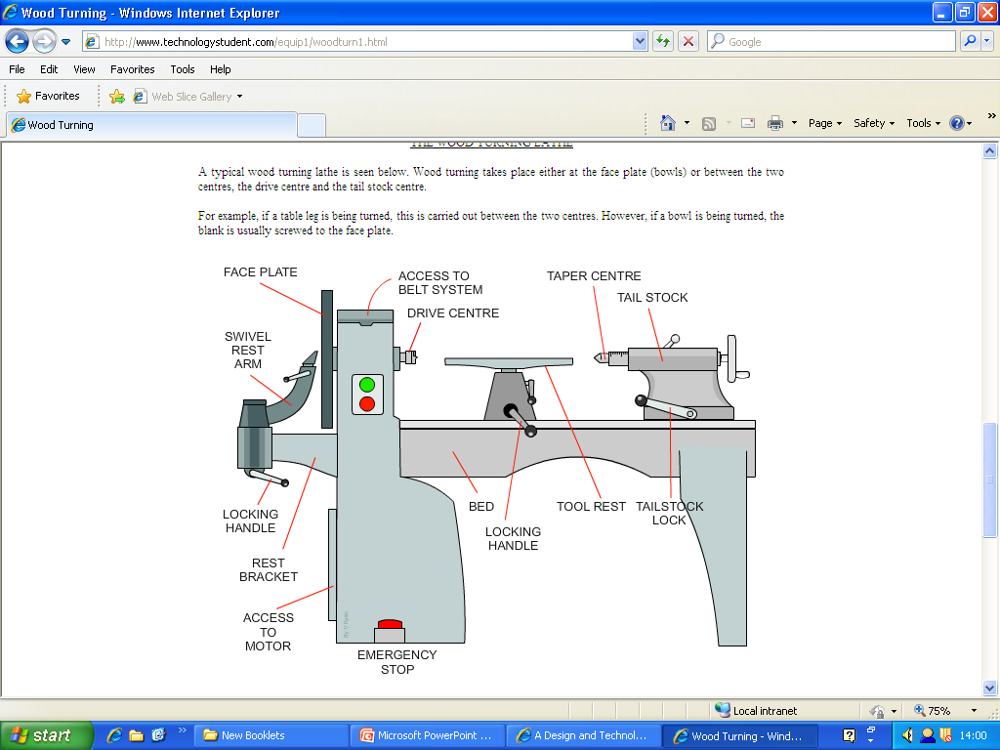 Wood Turning - Windows Internet Explorer
http://www.technologystudent.com/equip1/woodturn1.html
Google
File Edit View Favorites Tools Help
Favorites
Web Slice Gallery
Wood Turning
Page
Safety
Tools
THE WOOD TURNING LATHE
A typical wood turning lathe is seen below. Wood turning takes place either at the face plate (bowls) or between the two
centres, the drive centre and the tail stock centre.
For example, if a table leg is being turned, this is carried out between the two centres. However, if a bowl is being turned, the
blank is usually screwed to the face plate.
FACE PLATE
ACCESS TO
BELT SYSTEM
TAPER CENTRE
TAIL STOCK
DRIVE CENTRE
SWIVEL
REST
ARM
BED
TOOL REST
TAILSTOCK
LOCK
LOCKING
HANDLE
LOCKING
HANDLE
REST
BRACKET
ACCESS
TO
MOTOR
By V Ryan
EMERGENCY
STOP
Local intranet
75%
start
New Booklets
Microsoft PowerPoint ...
A Design and Technol...
Wood Turning - Wind...
14:00